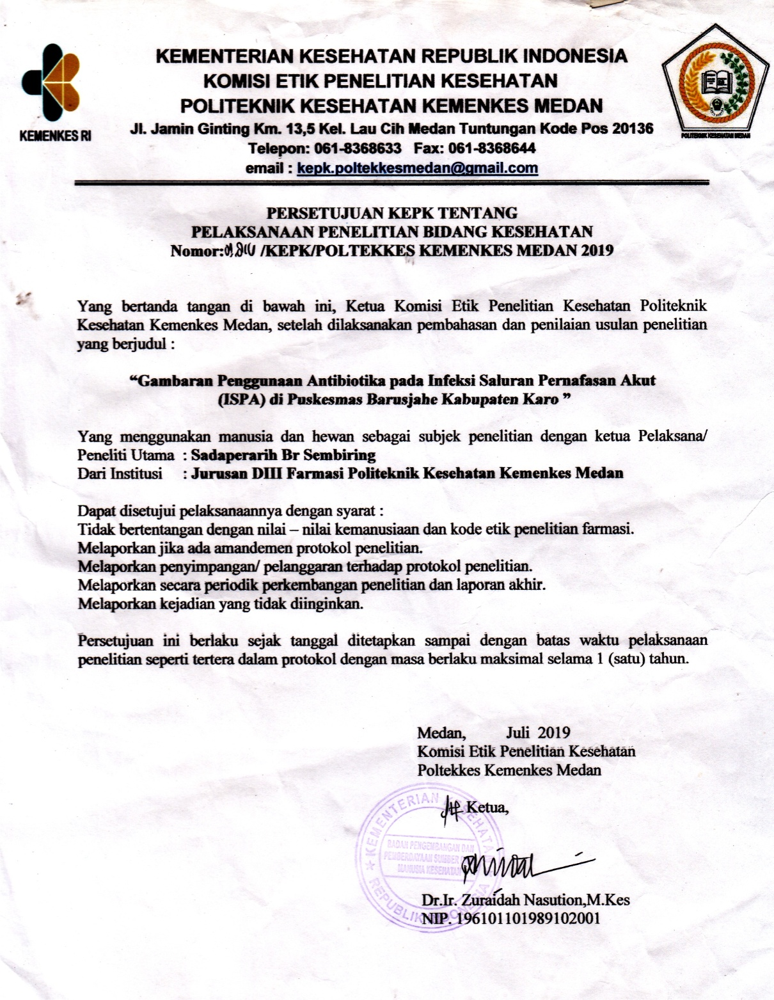 KEMENTERIAN KESEHATAN REPUBLIK INDONESIA
KOMISI ETIK PENELITIAN KESEHATAN
POLITEKNIK KESEHATAN KEMENKES MEDAN
KEMENKES RI
POLITEKNIK KESEHATAN MEDAN
Jl. Jamin Ginting Km. 13,5 Kel. Lau Cih Medan Tuntungan Kode Pos 20136
Telepon: 061-8368633 Fax: 061-8368644
email : kepk.poltekkesmedan@gmail.com
PERSETUJUAN KEPK TENTANG
PELAKSANAAN PENELITIAN BIDANG KESEHATAN
Nomor: /KEPK/POLTEKKES KEMENKES MEDAN 2019
Yang bertanda tangan di bawah ini, Ketua Komisi Etik Penelitian Kesehatan Politeknik
Kesehatan Kemenkes Medan, setelah dilaksanakan pembahasan dan penilaian usulan penelitian
yang berjudul :
“Gambaran Penggunaan Antibiotika pada Infeksi Saluran Pernafasan Akut
(ISPA) di Puskesmas Barusjahe Kabupaten Karo ”
Yang menggunakan manusia dan hewan sebagai subjek penelitian dengan ketua Pelaksana/
Peneliti Utama : Sadaperarih Br Sembiring
Dari Institusi : Jurusan DIII Farmasi Politeknik Kesehatan Kemenkes Medan
Dapat disetujui pelaksanaannya dengan syarat :
Tidak bertentangan dengan nilai – nilai kemanusiaan dan kode etik penelitian farmasi.
Melaporkan jika ada amandemen protokol penelitian.
Melaporkan penyimpangan/ pelanggaran terhadap protokol penelitian.
Melaporkan secara periodik perkembangan penelitian dan laporan akhir.
Melaporkan kejadian yang tidak diinginkan.
Persetujuan ini berlaku sejak tanggal ditetapkan sampai dengan batas waktu pelaksanaan
penelitian seperti tertera dalam protokol dengan masa berlaku maksimal selama 1 (satu) tahun.
Medan, Juli 2019
Komisi Etik Penelitian Kesehatan
Poltekkes Kemenkes Medan
Ketua,
KEMENTERIAN KESEHATAN
BADAN PENGEMBANGAN DAN
PEMBERDAYAAN SUMBER
MANUSIA KESEHATAN
REPUBLIK INDONESIA
Dr.Ir. Zuraidah Nasution,M.Kes
NIP. 196101101989102001